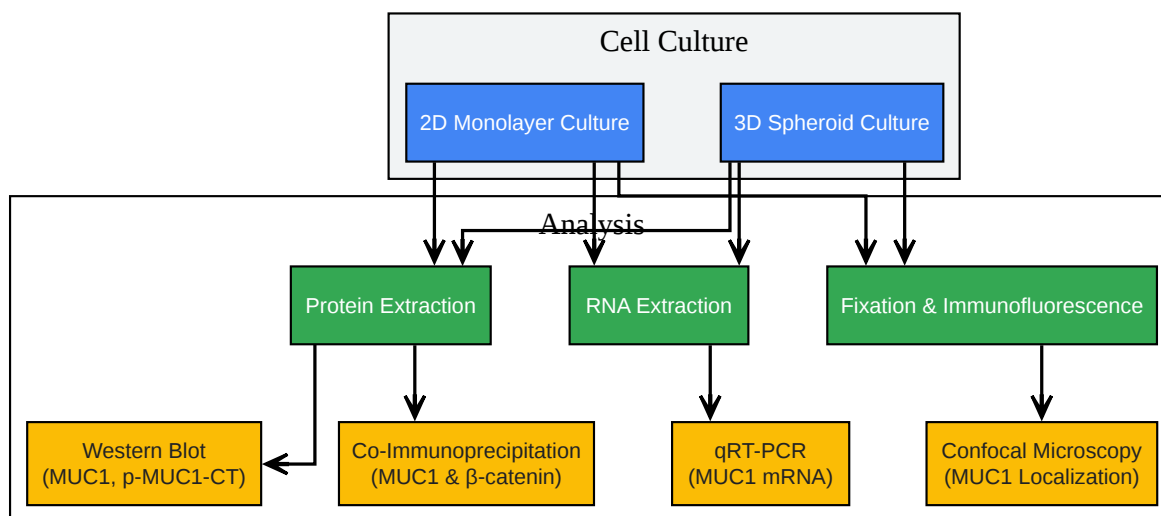 Cell Culture
2D Monolayer Culture
3D Spheroid Culture
Analysis
Protein Extraction
RNA Extraction
Fixation & Immunofluorescence
Western Blot
(MUC1, p-MUC1-CT)
Co-Immunoprecipitation
(MUC1 & β-catenin)
qRT-PCR
(MUC1 mRNA)
Confocal Microscopy
(MUC1 Localization)